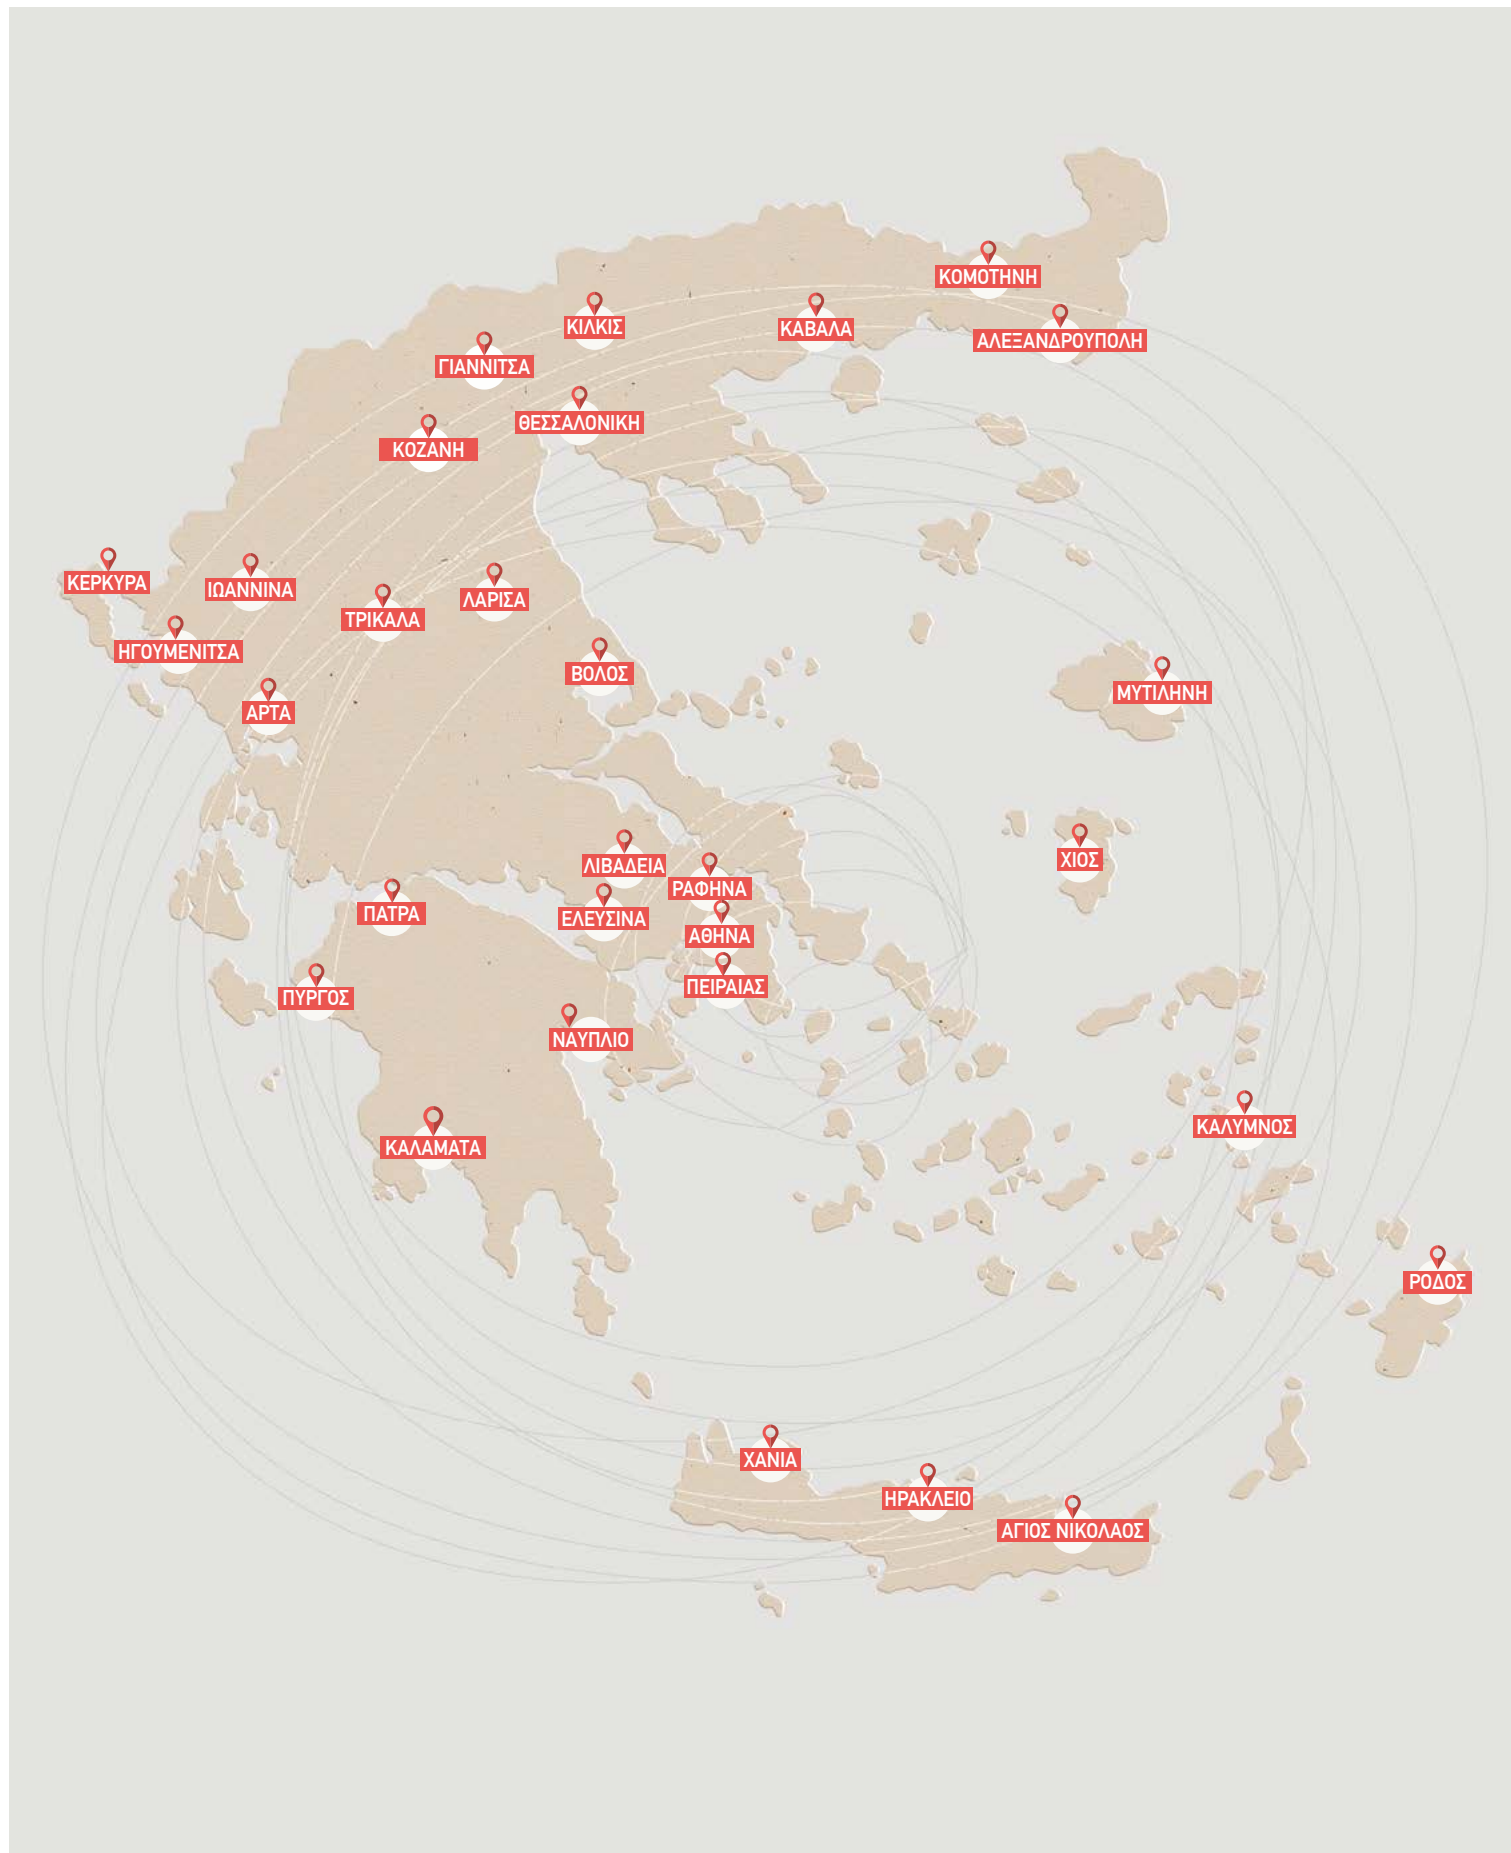 ΚΟΜΟΤΗΝΗ
ΚΙΛΚΙΣ
ΚΑΒΑΛΑ
ΑΛΕΞΑΝΔΡΟΥΠΟΛΗ
ΓΙΑΝΝΙΤΣΑ
ΘΕΣΣΑΛΟΝΙΚΗ
ΚΟΖΑΝΗ
ΚΕΡΚΥΡΑ
ΙΩΑΝΝΙΝΑ
ΛΑΡΙΣΑ
ΤΡΙΚΑΛΑ
ΗΓΟΥΜΕΝΙΤΣΑ
ΒΟΛΟΣ
ΜΥΤΙΛΗΝΗ
ΑΡΤΑ
ΧΙΟΣ
ΛΙΒΑΔΕΙΑ
ΡΑΦΗΝΑ
ΠΑΤΡΑ
ΕΛΕΥΣΙΝΑ
ΑΘΗΝΑ
ΠΕΙΡΑΙΑΣ
ΠΥΡΓΟΣ
ΝΑΥΠΛΙΟ
ΚΑΛΥΜΝΟΣ
ΚΑΛΑΜΑΤΑ
ΡΟΔΟΣ
ΧΑΝΙΑ
ΗΡΑΚΛΕΙΟ
ΑΓΙΟΣ ΝΙΚΟΛΑΟΣ